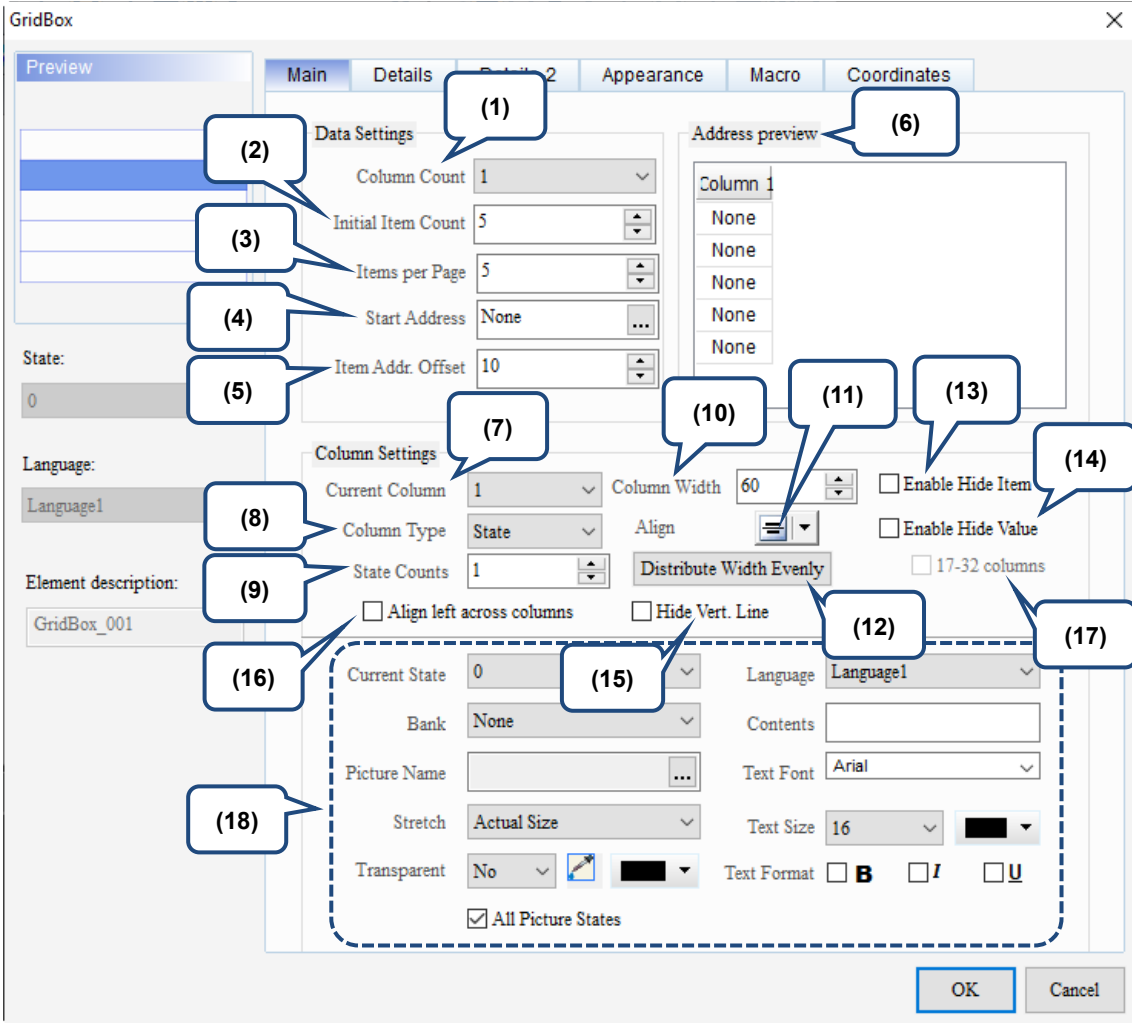 GridBox
Preview
Main Details Details 2 Appearance Macro Coordinates
(1)
(2)
(3)
(4)
(5)
(6)
Data Settings
Column Count 1
Initial Item Count 5
Items per Page 5
Start Address None ...
Item Addr. Offset 10
Address preview
Column 1
None
None
None
None
None
State:
0
Language:
Language1
Element description:
GridBox_001
(7)
(8)
(9)
(10)
(11)
(12)
(13)
(14)
(15)
(16)
(17)
(18)
Column Settings
Current Column 1 Column Width 60 Enable Hide Item
Column Type State Align Enable Hide Value
State Counts 1 Distribute Width Evenly 17-32 columns
Align left across columns Hide Vert. Line
Current State 0 Language Language1
Bank None Contents
Picture Name ... Text Font Arial
Stretch Actual Size Text Size 16
Transparent No Text Format B I U
All Picture States
OK Cancel